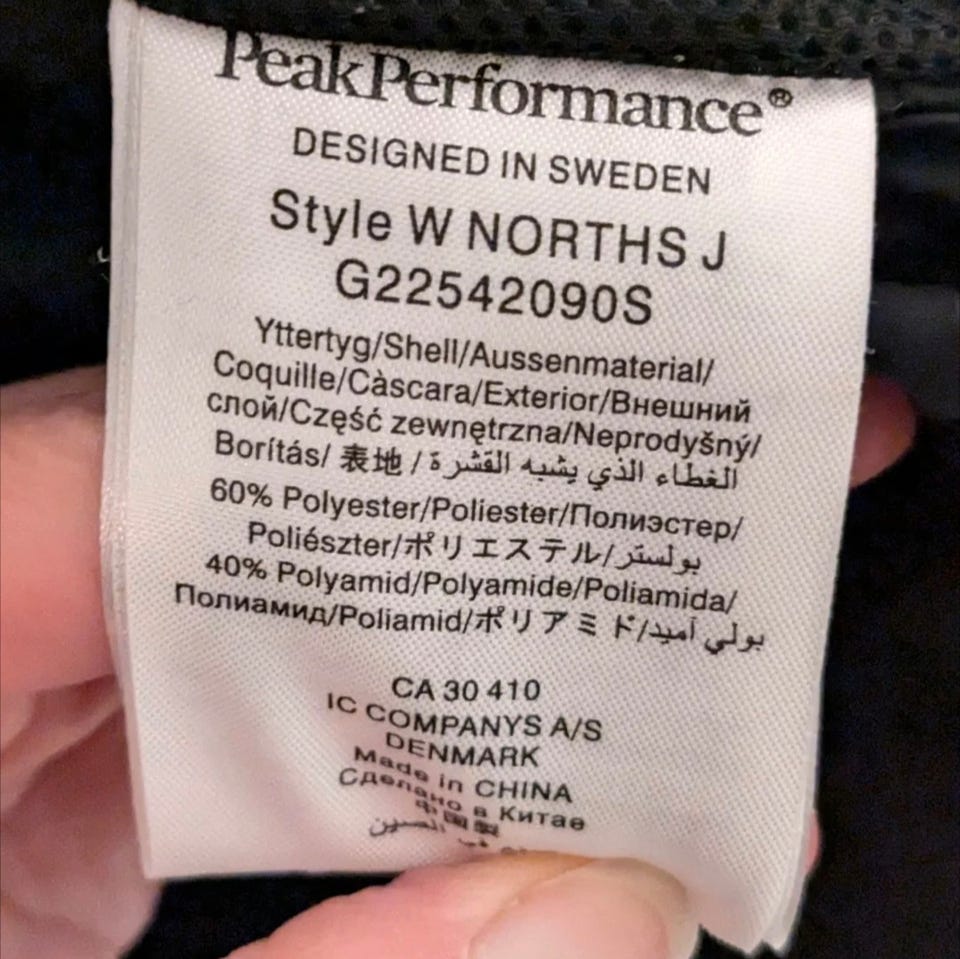 PeakPerformance®
DESIGNED IN SWEDEN
Style W NORTHS J
G22542090S
Yttertyg/Shell/Aussenmaterial/
Coquille/Càscara/Exterior/Внешний
слой/Część zewnętrzna/Neprodyšný/
Borítás/ 表地 / الغطاء الذي يشبه القشرة
60% Polyester/Poliester/Полиэстер/
Poliészter/ポリエステル/بولستر
40% Polyamid/Polyamide/Poliamida/
Полиамид/Poliamid/ポリアミド/بولي آميد
CA 30 410
IC COMPANYS A/S
DENMARK
Made in CHINA
Сделано в Китае
中国製
في الصين